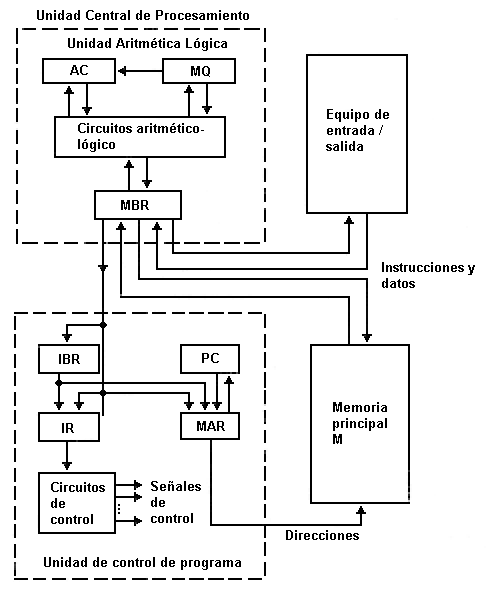 Unidad Central de Procesamiento
Unidad Aritmética Lógica
AC
MQ
Circuitos aritmético-
lógico
MBR
Equipo de
entrada /
salida
Instrucciones y
datos
IBR
PC
IR
MAR
Memoria
principal
M
Circuitos
de
control
Señales
de
control
Direcciones
Unidad de control de programa